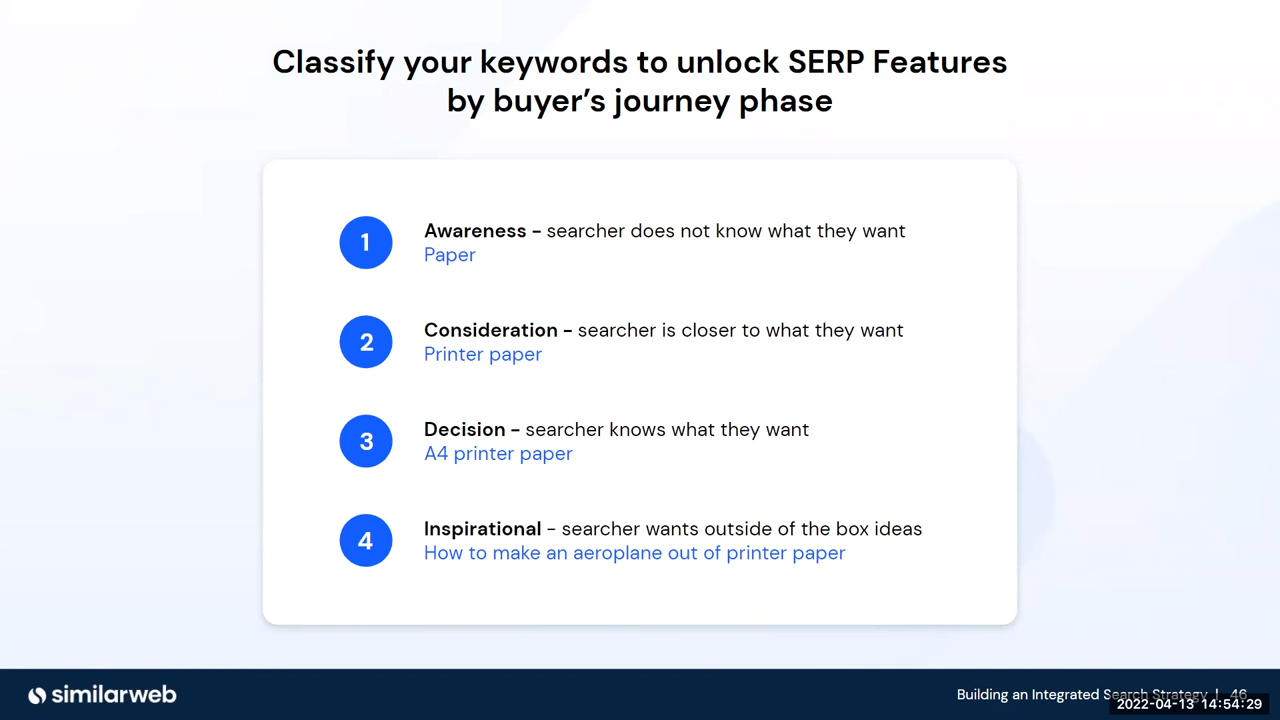 Classify your keywords to unlock SERP Features
by buyer’s journey phase
1
Awareness – searcher does not know what they want
Paper
2
Consideration – searcher is closer to what they want
Printer paper
3
Decision – searcher knows what they want
A4 printer paper
4
Inspirational - searcher wants outside of the box ideas
How to make an aeroplane out of printer paper
similarweb
Building an Integrated Search Strategy | 46
2022-04-13 14:54:29